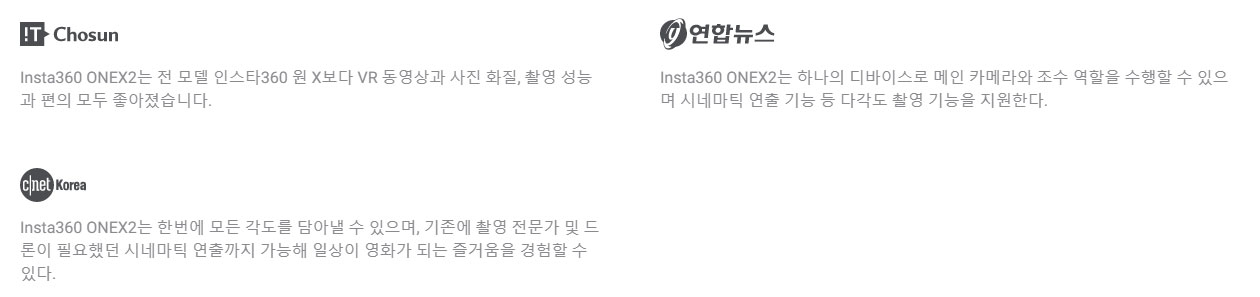 IT Chosun
Insta360 ONEX2는 전 모델 인스타360 원 X보다 VR 동영상과 사진 화질, 촬영 성능
과 편의 모두 좋아졌습니다.
연합뉴스
Insta360 ONEX2는 하나의 디바이스로 메인 카메라와 조수 역할을 수행할 수 있으
며 시네마틱 연출 기능 등 다각도 촬영 기능을 지원한다.
c|net Korea
Insta360 ONEX2는 한번에 모든 각도를 담아낼 수 있으며, 기존에 촬영 전문가 및 드
론이 필요했던 시네마틱 연출까지 가능해 일상이 영화가 되는 즐거움을 경험할 수
있다.